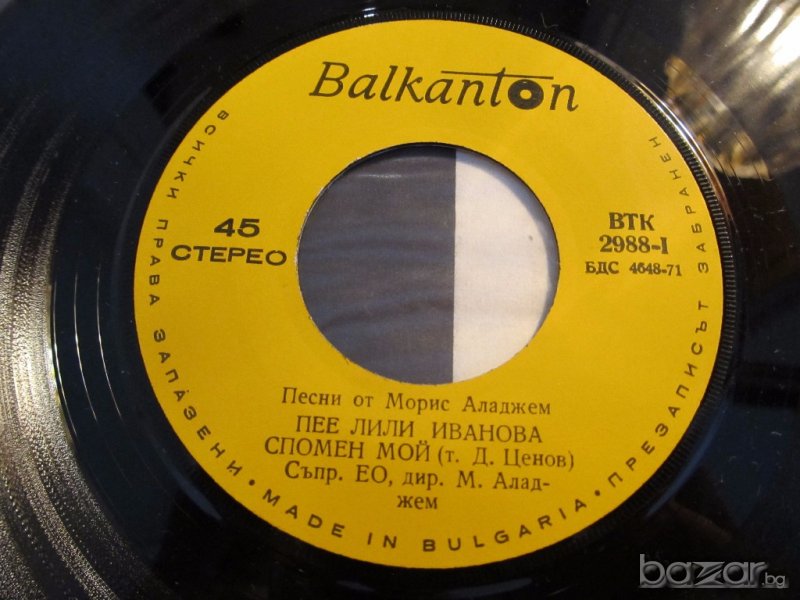 Balkanton
45
СТЕРЕО
ВТК
2988-I
БДС 4648-71
Песни от Морис Аладжем
ПЕЕ ЛИЛИ ИВАНОВА
СПОМЕН МОЙ (т. Д. Ценов)
Съпр. ЕО, дир. М. Алад-
жем
ВСИЧКИ ПРАВА ЗАПАЗЕНИ • MADE IN BULGARIA • ПРЕЗАПИСЪТ ЗАБРАНЕН
bazar.bg